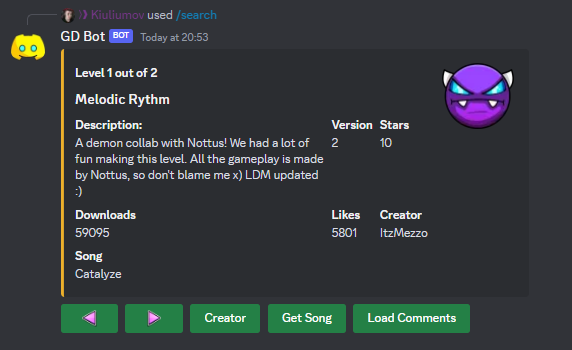 Kiuliumov used /search
GD Bot BOT Today at 20:53
Level 1 out of 2
Melodic Rythm
Description: Version Stars
A demon collab with Nottus! We had a lot of 2 10
fun making this level. All the gameplay is made
by Nottus, so don't blame me x) LDM updated
:)
Downloads Likes Creator
59095 5801 ItzMezzo
Song
Catalyze
Creator Get Song Load Comments